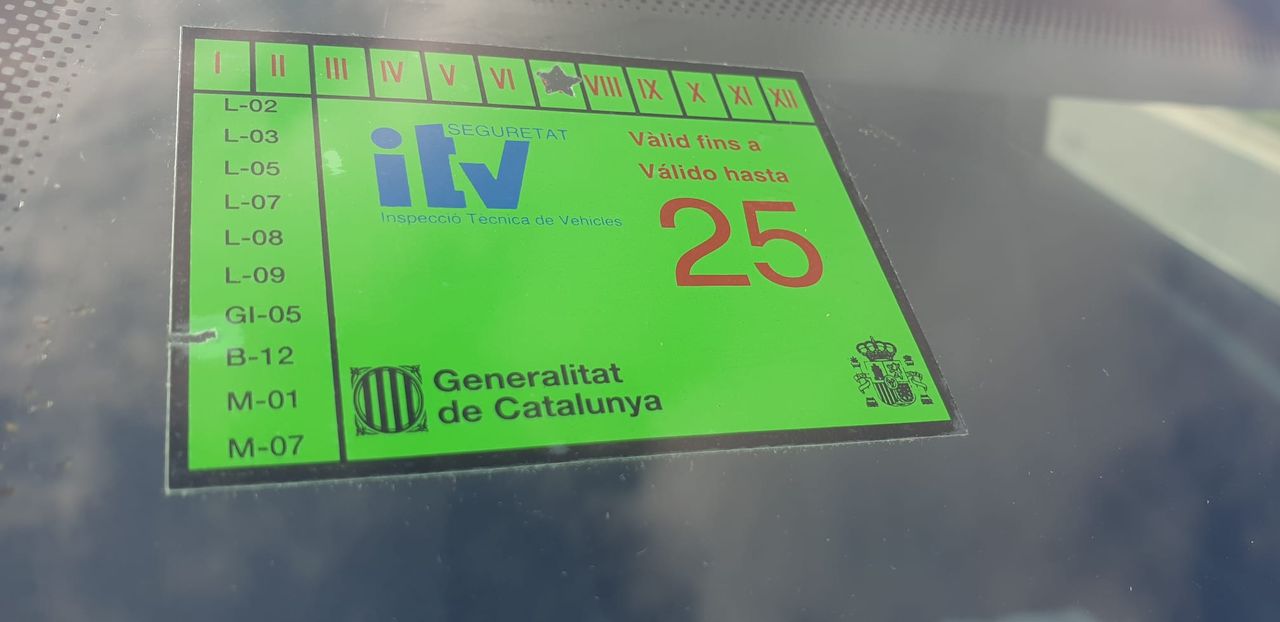 I II III IV V VI VIII IX X XI XII
L-02
L-03
L-05
L-07
L-08
L-09
GI-05
B-12
M-01
M-07
itv SEGURETAT
Inspecció Tècnica de Vehicles
Vàlid fins a
Válido hasta
25
Generalitat
de Catalunya